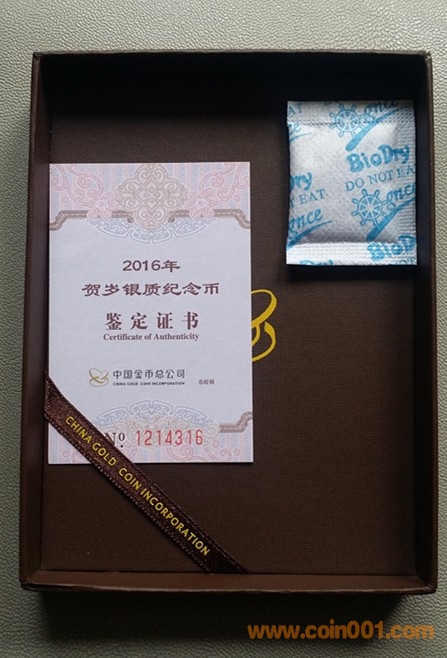 BioDry
DO NOT EAT
2016年
贺岁银质纪念币
鉴定证书
Certificate of Authenticity
中国金币总公司
CHINA GOLD COIN INCORPORATION
No. 1214316
CHINA GOLD COIN INCORPORATION
www.coin001.com